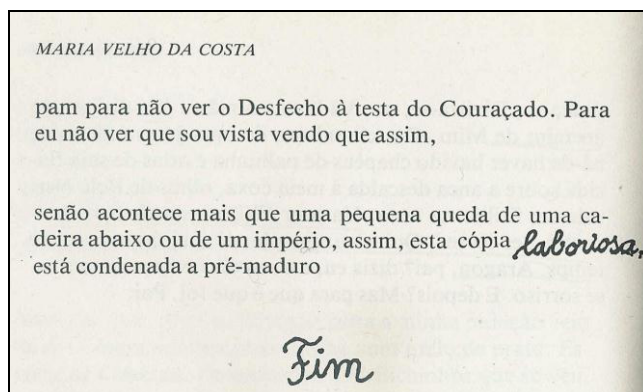 MARIA VELHO DA COSTA
pam para não ver o Desfecho à testa do Couraçado. Para
eu não ver que sou vista vendo que assim,
senão acontece mais que uma pequena queda de uma ca-
deira abaixo ou de um império, assim, esta cópia laboriosa,
está condenada a pré-maduro
Fim